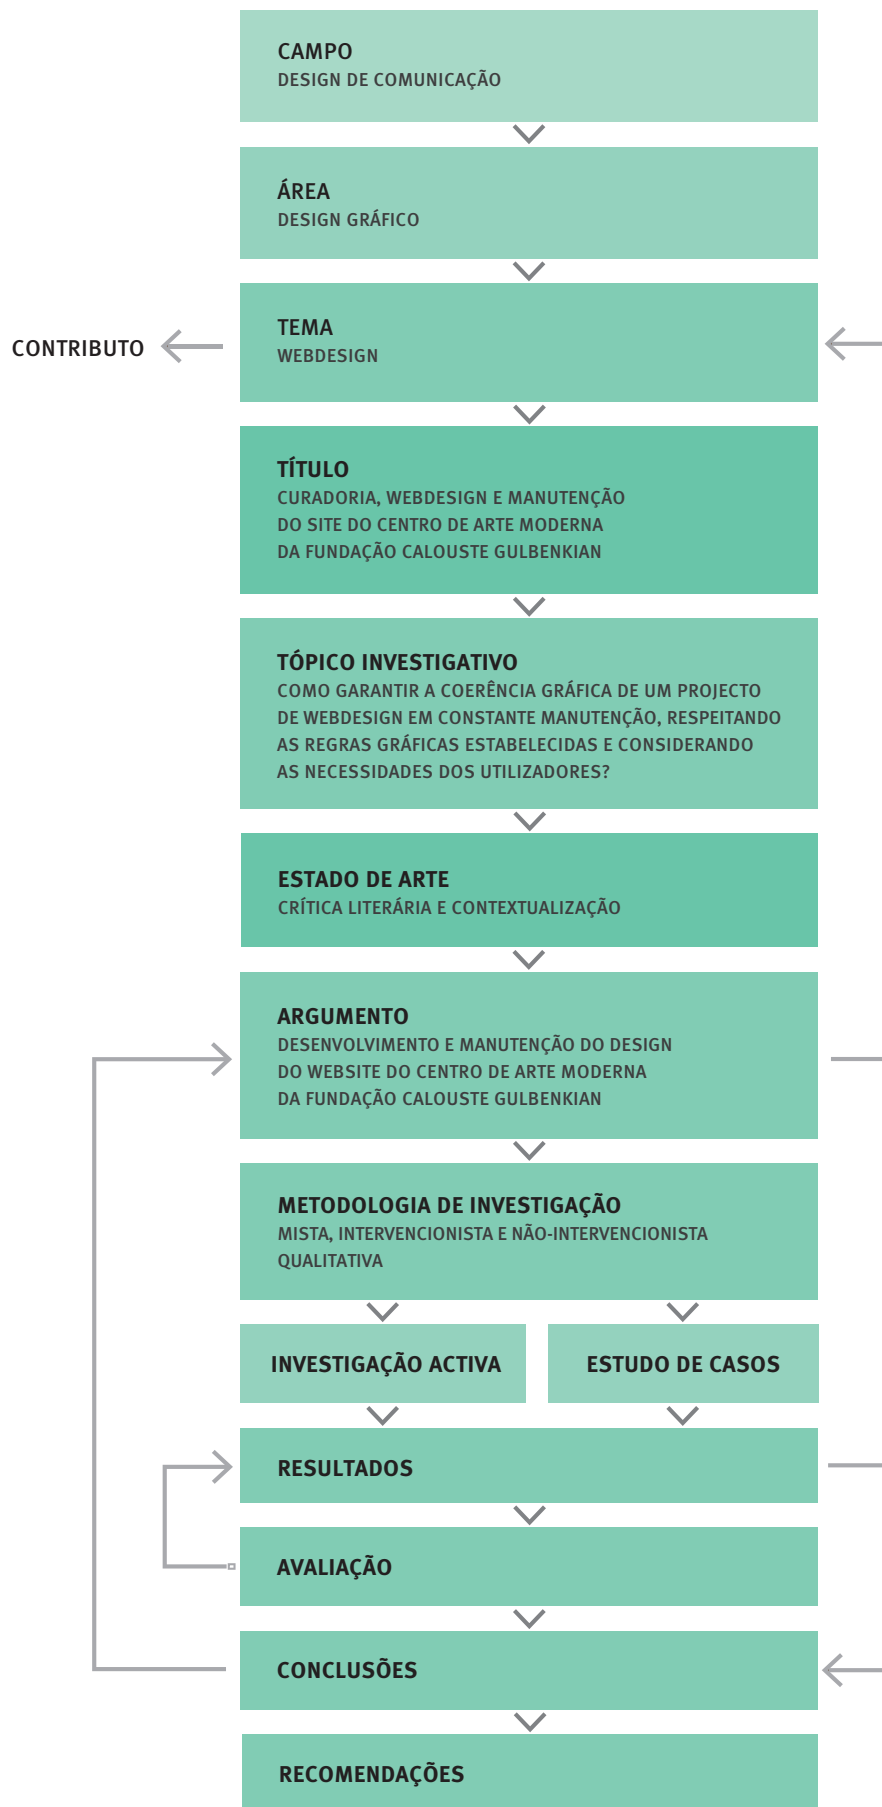 CAMPO
DESIGN DE COMUNICAÇÃO
ÁREA
DESIGN GRÁFICO
CONTRIBUTO
TEMA
WEBDESIGN
TÍTULO
CURADORIA, WEBDESIGN E MANUTENÇÃO
DO SITE DO CENTRO DE ARTE MODERNA
DA FUNDAÇÃO CALOUSTE GULBENKIAN
TÓPICO INVESTIGATIVO
COMO GARANTIR A COERÊNCIA GRÁFICA DE UM PROJECTO
DE WEBDESIGN EM CONSTANTE MANUTENÇÃO, RESPEITANDO
AS REGRAS GRÁFICAS ESTABELECIDAS E CONSIDERANDO
AS NECESSIDADES DOS UTILIZADORES?
ESTADO DE ARTE
CRÍTICA LITERÁRIA E CONTEXTUALIZAÇÃO
ARGUMENTO
DESENVOLVIMENTO E MANUTENÇÃO DO DESIGN
DO WEBSITE DO CENTRO DE ARTE MODERNA
DA FUNDAÇÃO CALOUSTE GULBENKIAN
METODOLOGIA DE INVESTIGAÇÃO
MISTA, INTERVENCIONISTA E NÃO-INTERVENCIONISTA
QUALITATIVA
INVESTIGAÇÃO ACTIVA
ESTUDO DE CASOS
RESULTADOS
AVALIAÇÃO
CONCLUSÕES
RECOMENDAÇÕES